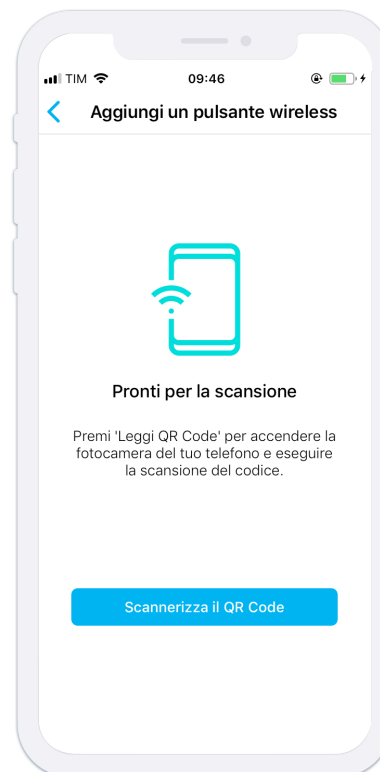 TIM 09:46
Aggiungi un pulsante wireless
Pronti per la scansione
Premi 'Leggi QR Code' per accendere la
fotocamera del tuo telefono e eseguire
la scansione del codice.
Scannerizza il QR Code